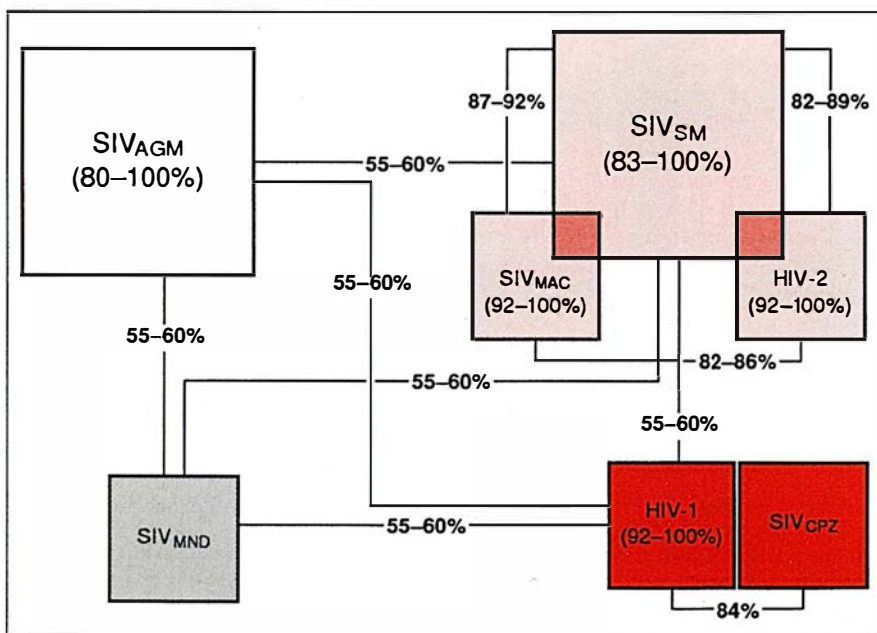 87–92%
82–89%
SIVSM
(83–100%)
SIVAGM
(80–100%)
55–60%
SIVMAC
(92–100%)
HIV-2
(92–100%)
55–60%
55–60%
82–86%
55–60%
55–60%
SIVMND
55–60%
HIV-1
(92–100%)
SIVCPZ
84%